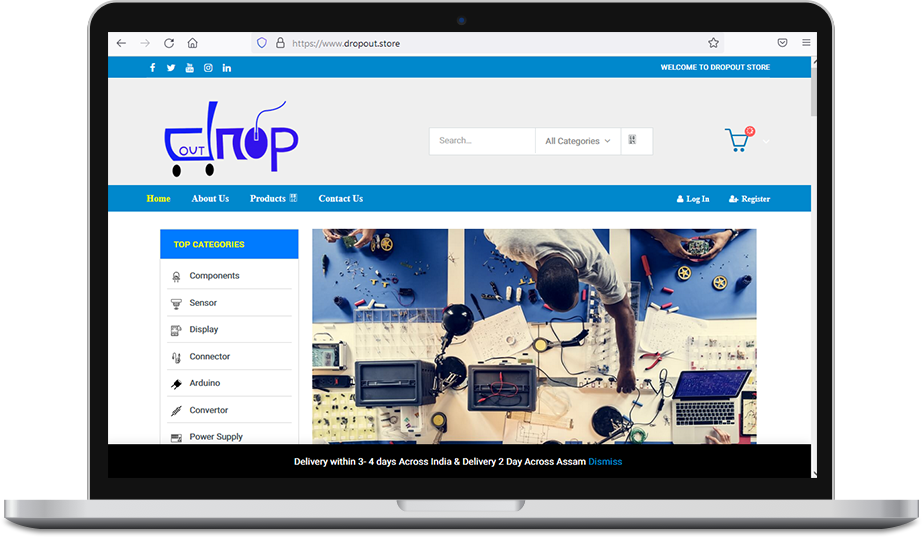 https://www.dropout.store
WELCOME TO DROPOUT STORE
drop
OUT
Search...
All Categories
Home
About Us
Products
Contact Us
Log In
Register
TOP CATEGORIES
Components
Sensor
Display
Connector
Arduino
Convertor
Power Supply
Delivery within 3- 4 days Across India & Delivery 2 Day Across Assam Dismiss